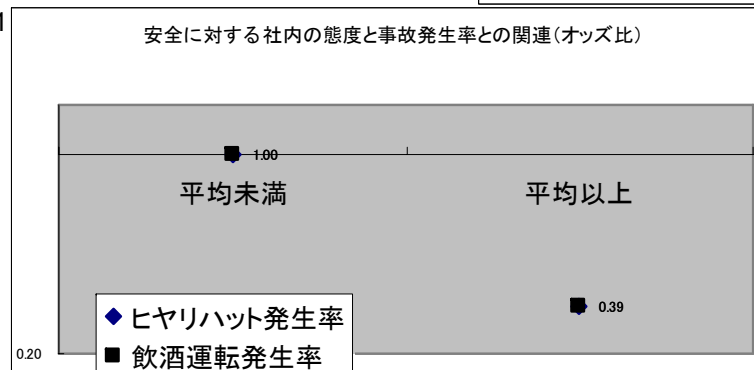 安全に対する社内の態度と事故発生率との関連(オッズ比)
1.00
平均未満
平均以上
0.39
ヒヤリハット発生率
飲酒運転発生率
0.20